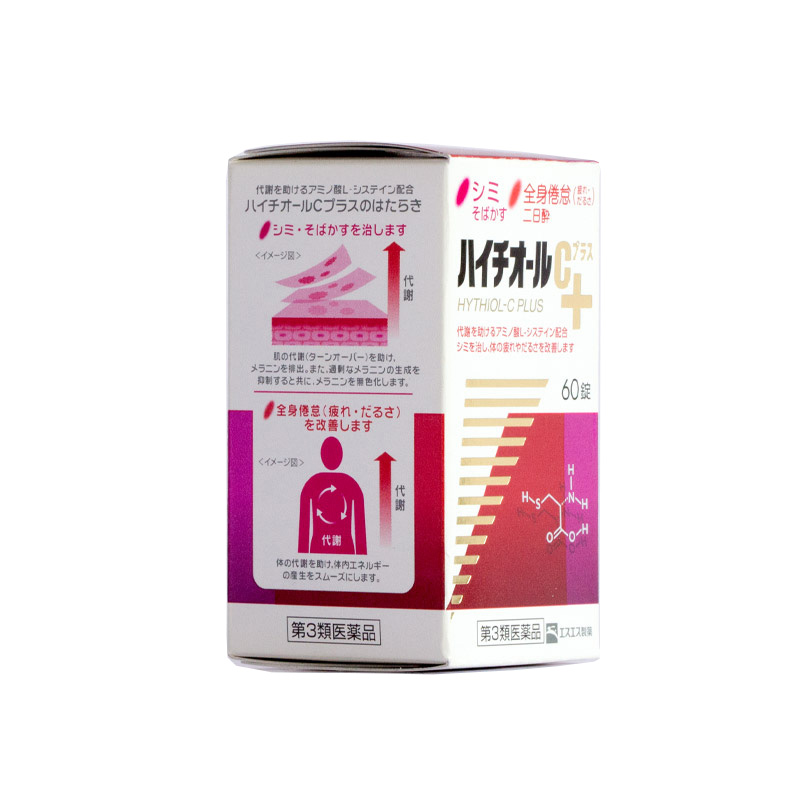 代謝を助けるアミノ酸L-システイン配合
ハイチオールCプラスのはたらき
シミ・そばかすを治します
<イメージ図>
代謝
肌の代謝(ターンオーバー)を助け、
メラニンを排出。また、過剰なメラニンの生成を
抑制すると共に、メラニンを無色化します。
全身倦怠(疲れ・だるさ)
を改善します
<イメージ図>
代謝
代謝
体の代謝を助け、体内エネルギー
の産生をスムーズにします。
第3類医薬品
シミ
そばかす
全身倦怠(疲れ・だるさ)
二日酔
ハイチオールCプラス
HYTHIOL-C PLUS
代謝を助けるアミノ酸L-システイン配合
シミを治し、体の疲れやだるさを改善します
60錠
H
H N H
H S
O O H
第3類医薬品
エスエス製薬